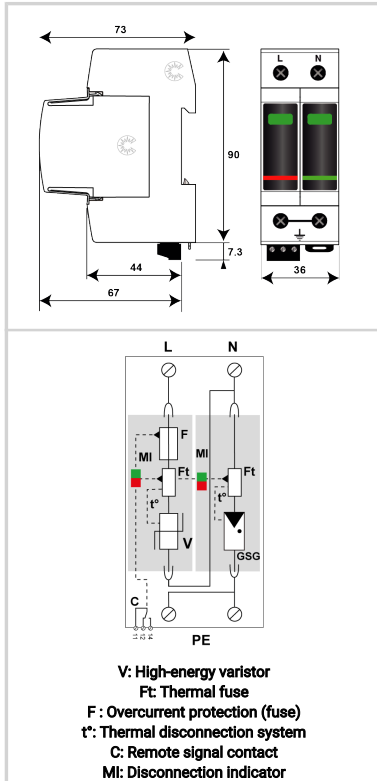 73
L N
90
7.3
44
67
36
L N
F
MI
MI
Ft
Ft
t°
t°
V
GSG
C
11 12 14
PE
V: High-energy varistor
Ft: Thermal fuse
F : Overcurrent protection (fuse)
t°: Thermal disconnection system
C: Remote signal contact
MI: Disconnection indicator